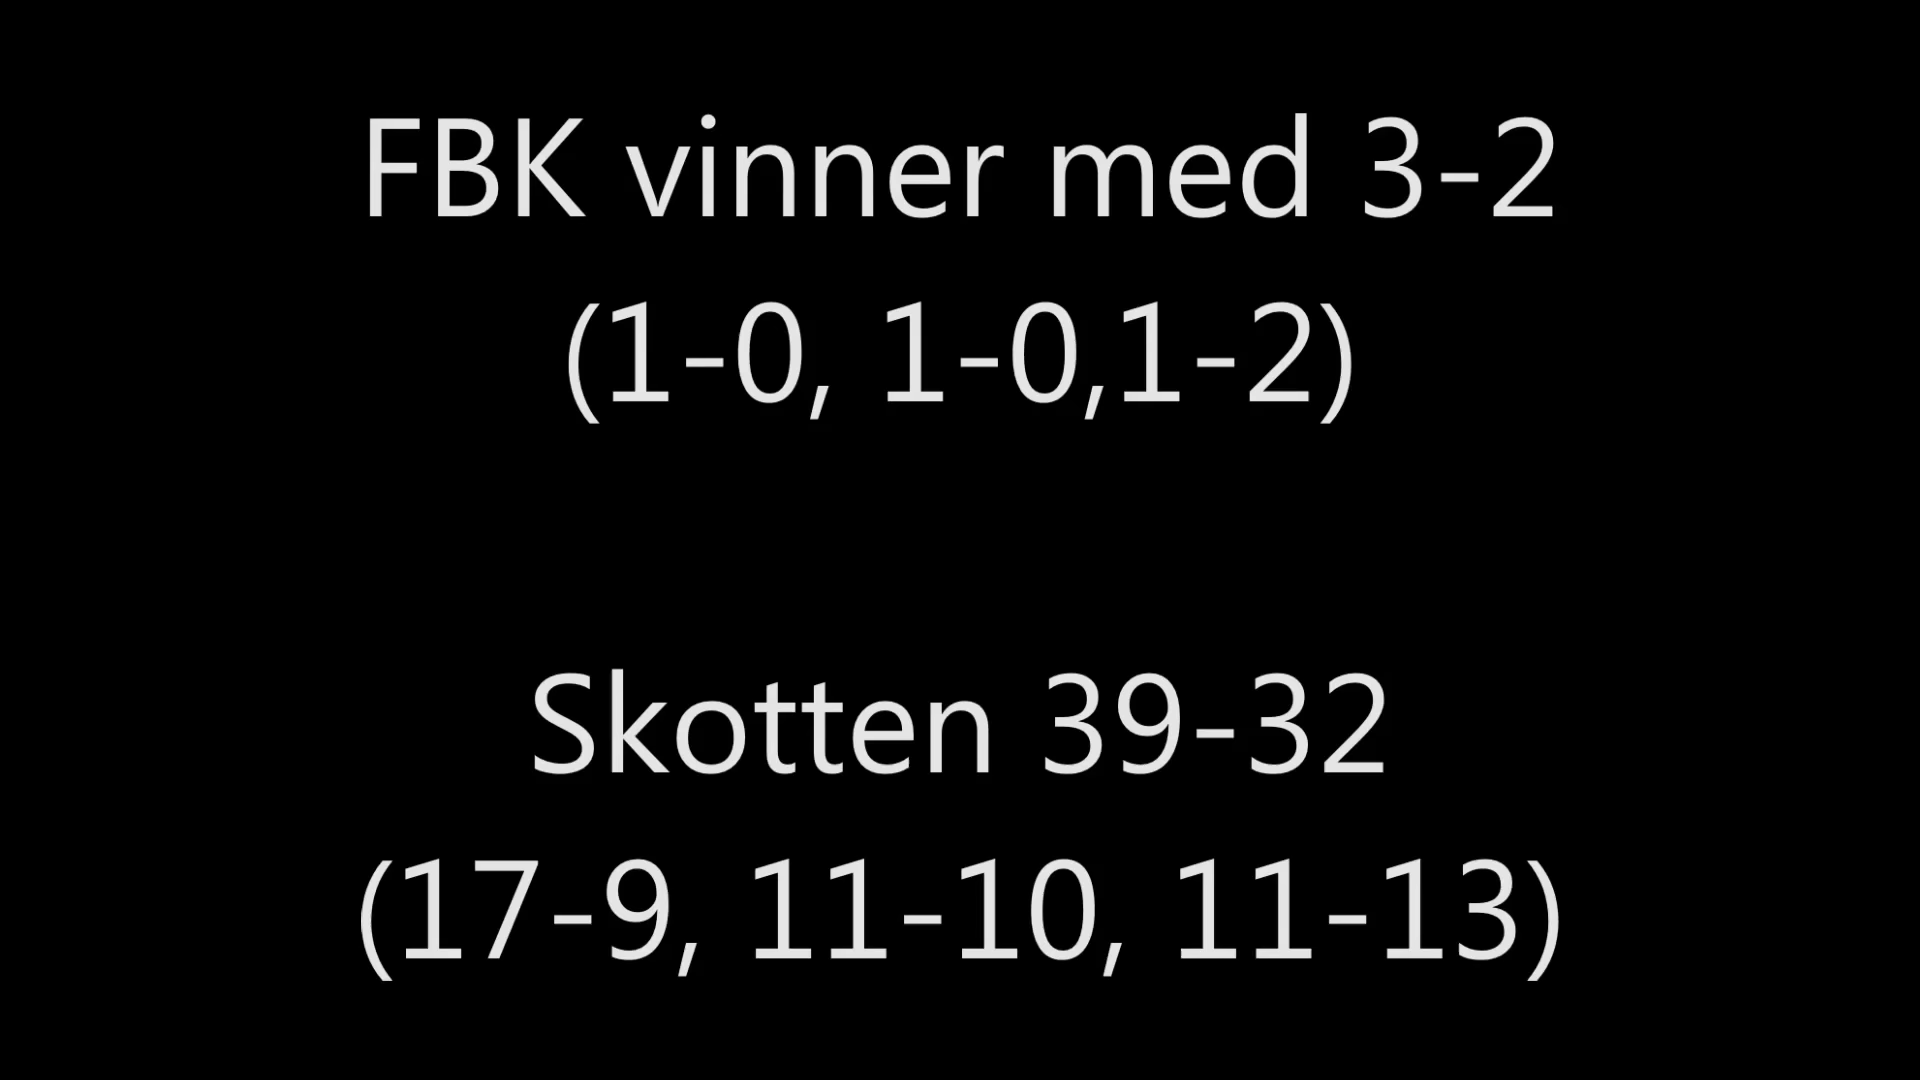 FBK vinner med 3-2
(1-0, 1-0,1-2)
Skotten 39-32
(17-9, 11-10, 11-13)